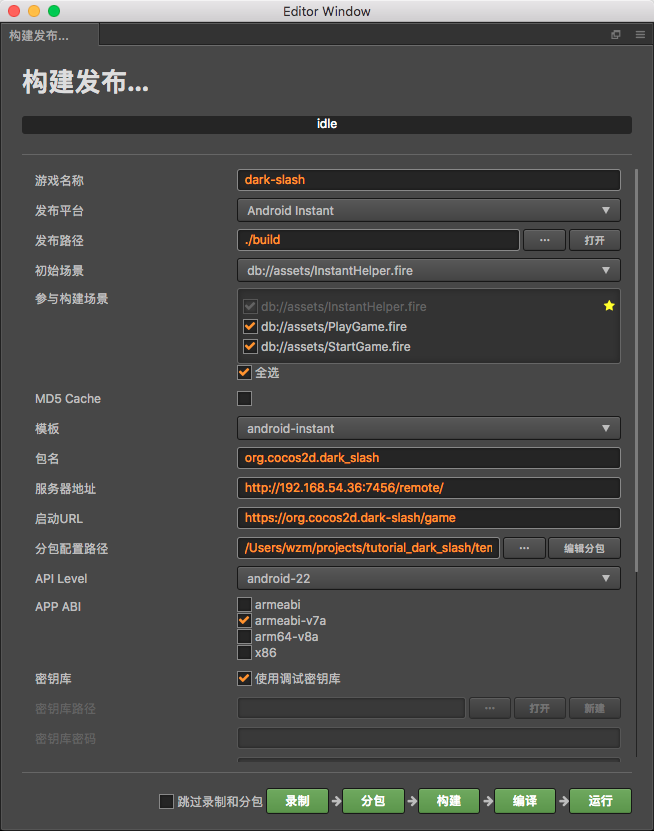 Editor Window
构建发布...
构建发布...
idle
游戏名称 dark-slash
发布平台 Android Instant
发布路径 ./build ... 打开
初始场景 db://assets/InstantHelper.fire
参与构建场景 db://assets/InstantHelper.fire
db://assets/PlayGame.fire
db://assets/StartGame.fire
全选
MD5 Cache
模板 android-instant
包名 org.cocos2d.dark_slash
服务器地址 http://192.168.54.36:7456/remote/
启动URL https://org.cocos2d.dark-slash/game
分包配置路径 /Users/wzm/projects/tutorial_dark_slash/ten ... 编辑分包
API Level android-22
APP ABI armeabi
armeabi-v7a
arm64-v8a
x86
密钥库 使用调试密钥库
密钥库路径 ... 打开 新建
密钥库密码
跳过录制和分包 录制 分包 构建 编译 运行